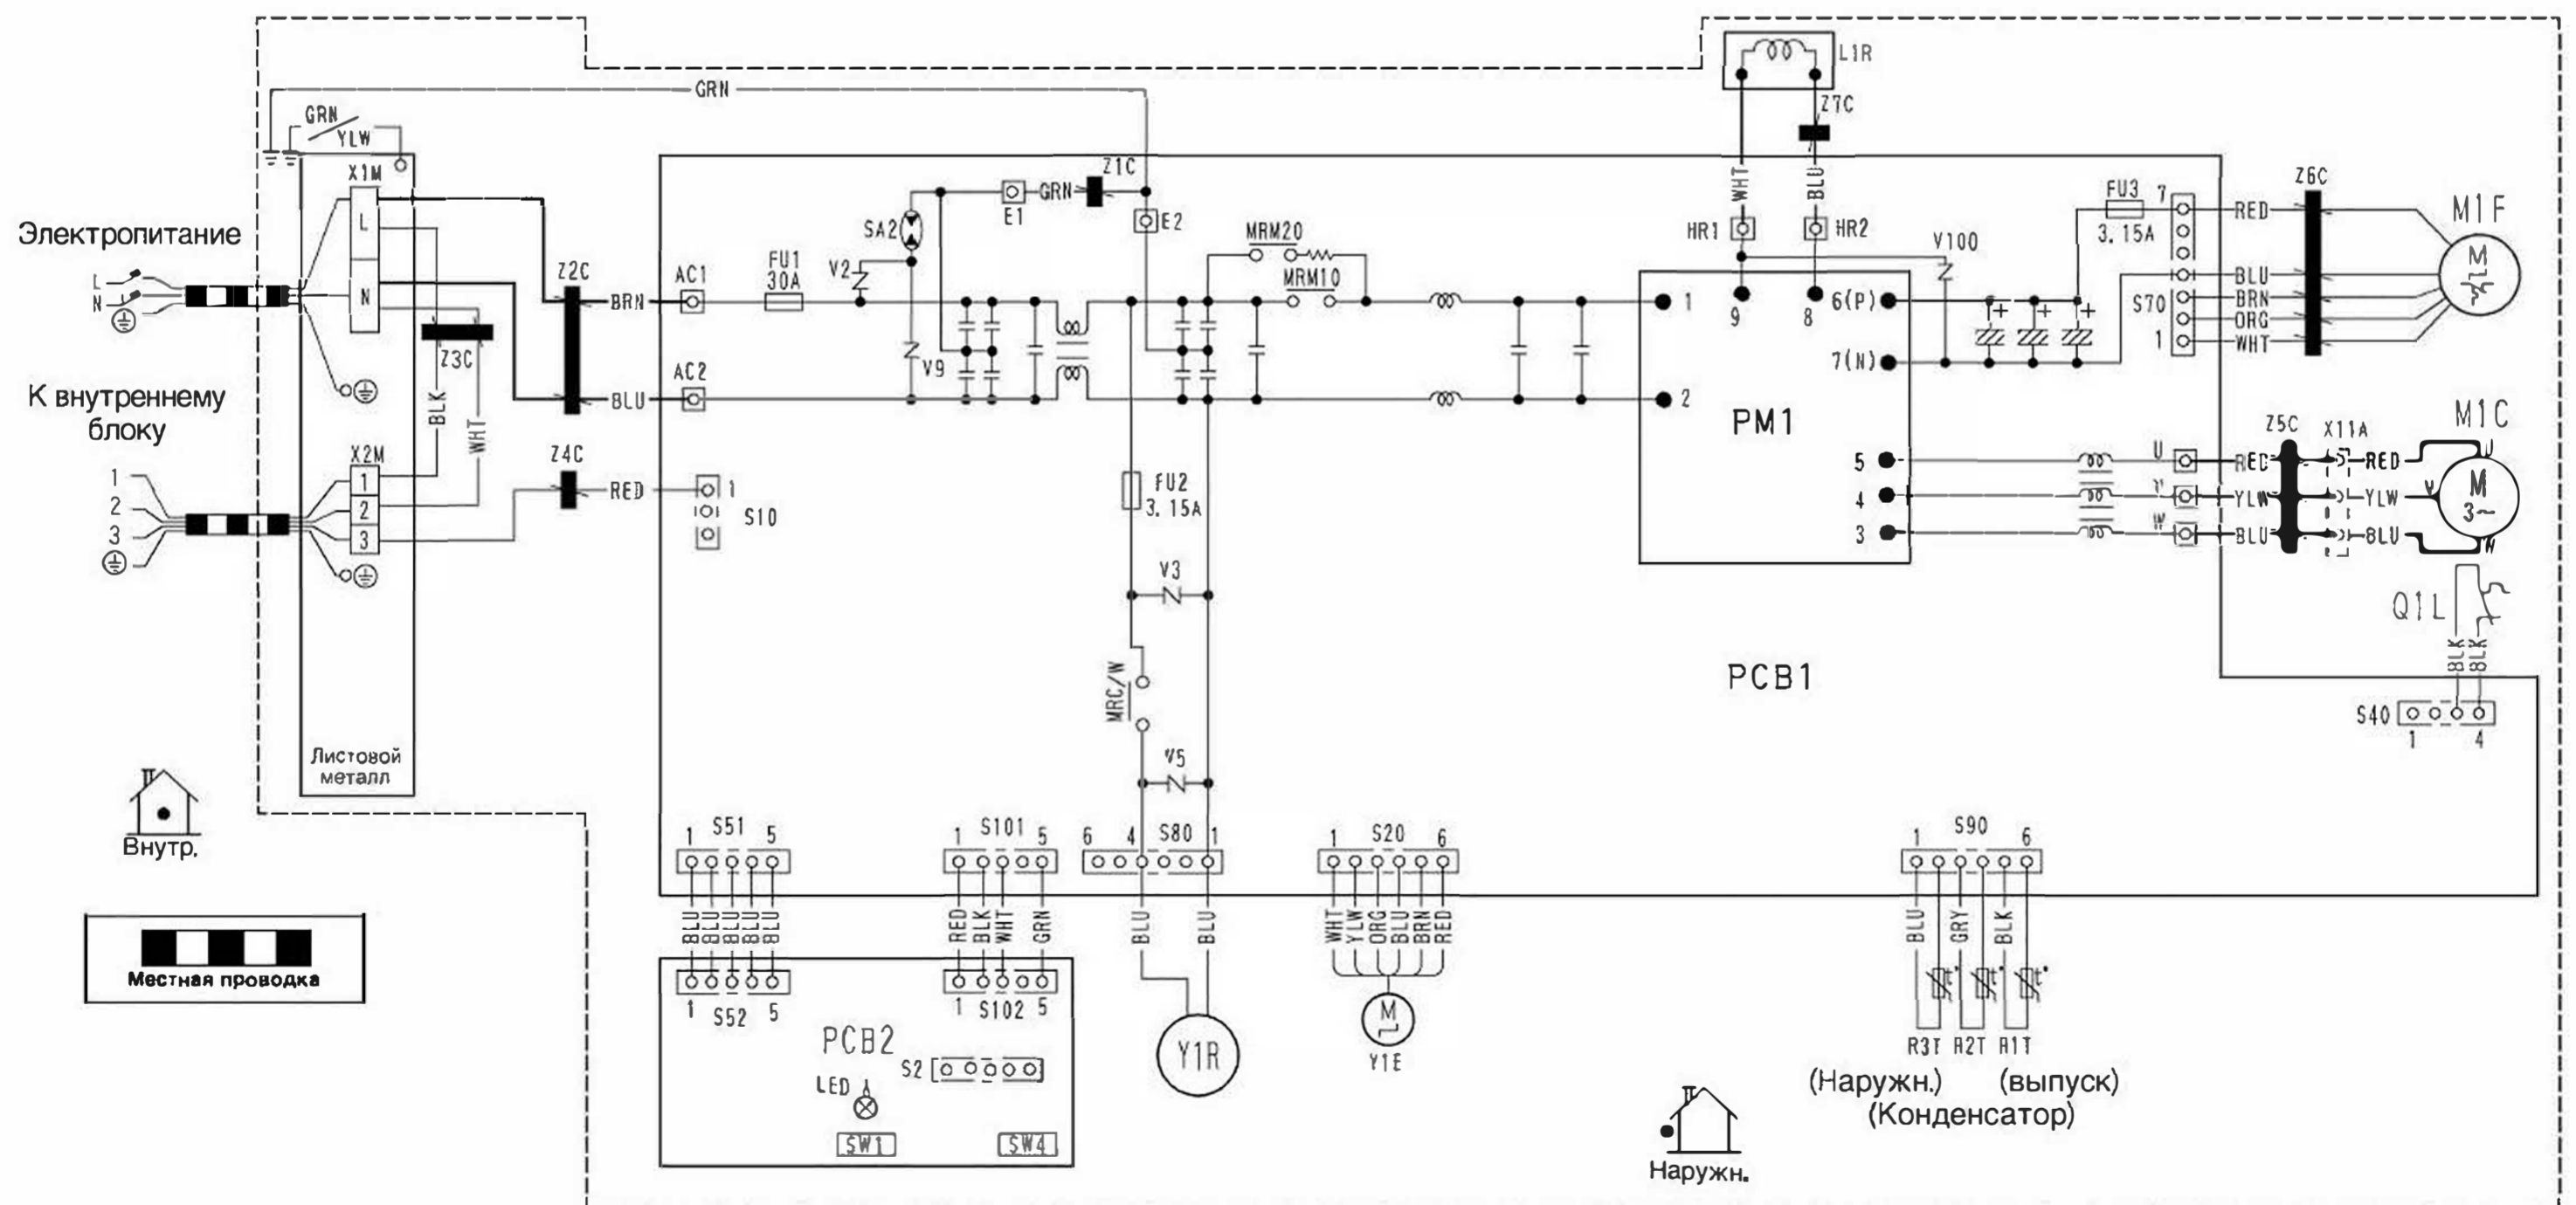 L1R
Z7C
GRN
GRN
YLW
X1M
L
N
Электропитание
L
N
К внутреннему
блоку
1
2
3
X2M
1
2
3
BLK
WHT
Z3C
Листовой
металл
Z2C
BRN
BLU
Z4C
RED
AC1
AC2
FU1
30A
V2
SA2
V9
E1
GRN
Z1C
E2
MRM20
MRM10
1
S10
FU2
3.15A
V3
MRC/W
V5
WHT
BLU
HR1
HR2
V100
9
8
1
2
6(P)
7(N)
5
4
3
PM1
PCB1
FU3
3.15A
7
S70
1
RED
BLU
BRN
ORG
WHT
Z6C
M1F
M
U
W
RED
YLW
BLU
Z5C
X11A
RED
YLW
BLU
M1C
U
V
W
M
3~
Q1L
BLK
BLK
S40
1
4
Внутр.
Местная проводка
1
S51
5
1
S101
5
6
4
S80
1
1
S20
6
1
S90
6
BLU
BLU
BLU
BLU
BLU
RED
BLK
WHT
GRN
BLU
BLU
WHT
YLW
ORG
BLU
BRN
RED
BLU
GRY
BLK
1
S52
5
1
S102
5
PCB2
S2
LED
SW1
SW4
Y1R
M
Y1E
t°
t°
t°
R3T
R2T
R1T
(Наружн.)
(выпуск)
(Конденсатор)
Наружн.